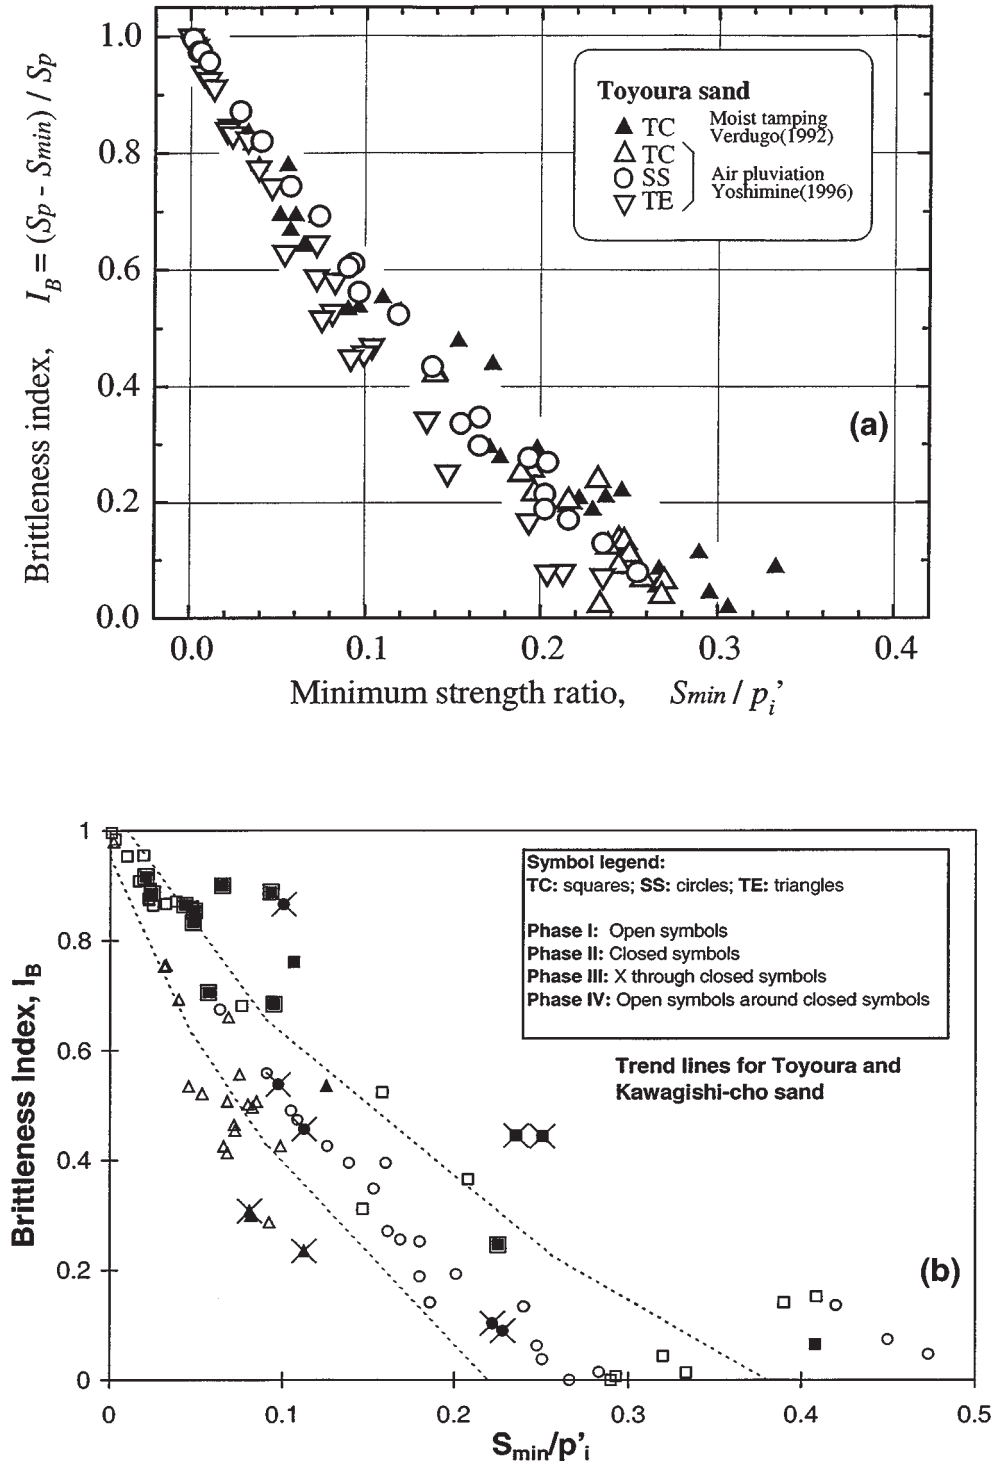 1.0
0.8
0.6
0.4
0.2
0.0
Brittleness index, I_B = (Sp - Smin) / Sp
Toyoura sand
TC Moist tamping
Verdugo(1992)
TC
SS Air pluviation
TE Yoshimine(1996)
(a)
0.0 0.1 0.2 0.3 0.4
Minimum strength ratio, Smin / p_i’
1
0.8
0.6
0.4
0.2
0
Brittleness Index, I_B
Symbol legend:
TC: squares; SS: circles; TE: triangles
Phase I: Open symbols
Phase II: Closed symbols
Phase III: X through closed symbols
Phase IV: Open symbols around closed symbols
Trend lines for Toyoura and
Kawagishi-cho sand
(b)
0 0.1 0.2 0.3 0.4 0.5
S_min/p'_i